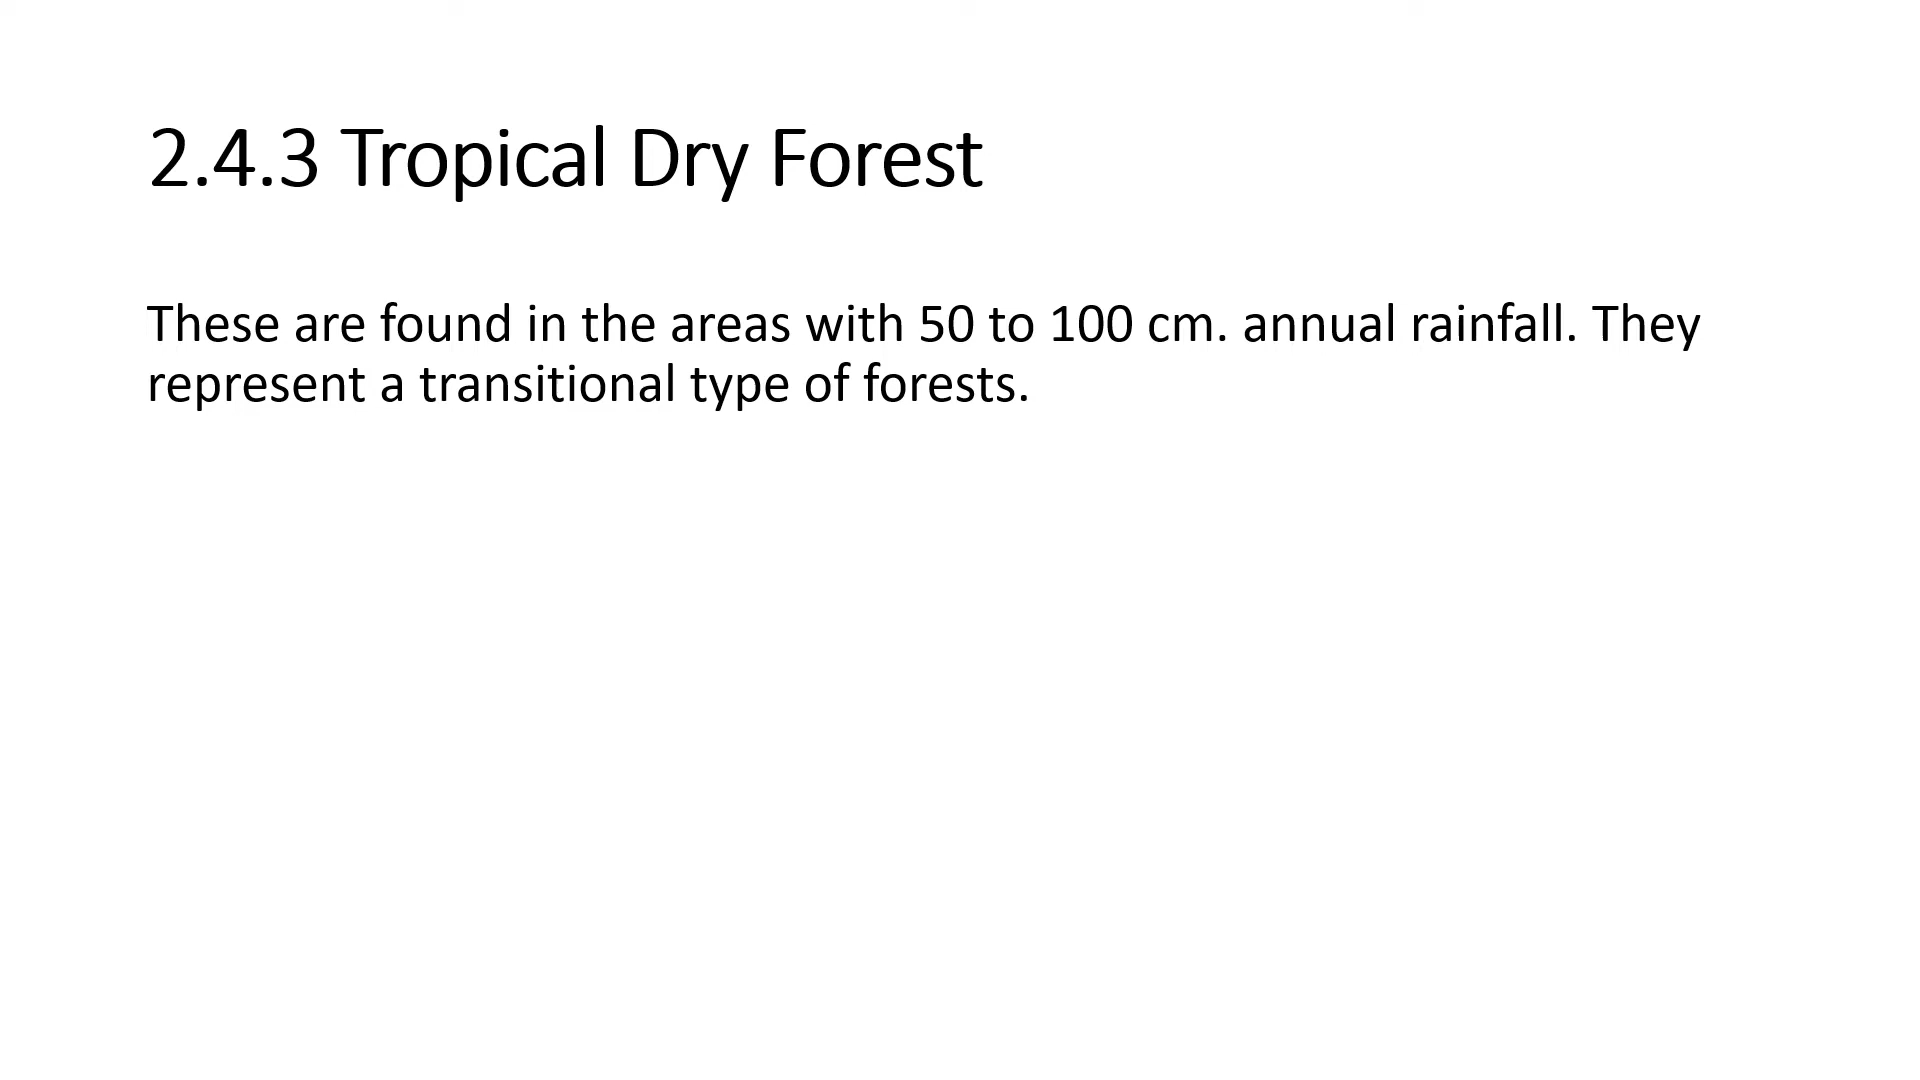 2.4.3 Tropical Dry Forest
These are found in the areas with 50 to 100 cm. annual rainfall. They
represent a transitional type of forests.